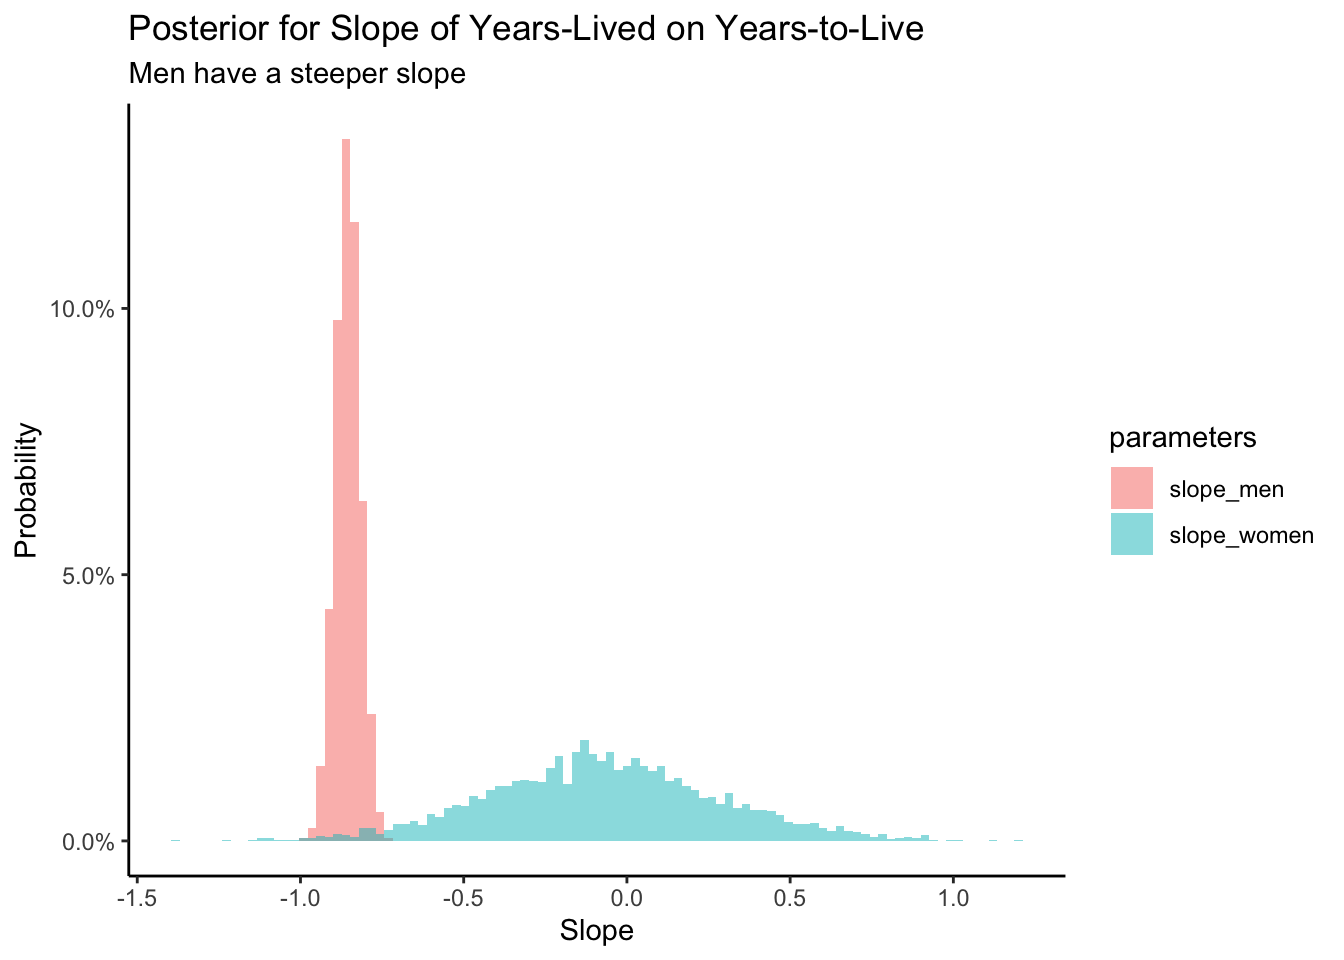 Posterior for Slope of Years-Lived on Years-to-Live
Men have a steeper slope
Probability
10.0%
5.0%
0.0%
-1.5
-1.0
-0.5
0.0
0.5
1.0
Slope
parameters
slope_men
slope_women